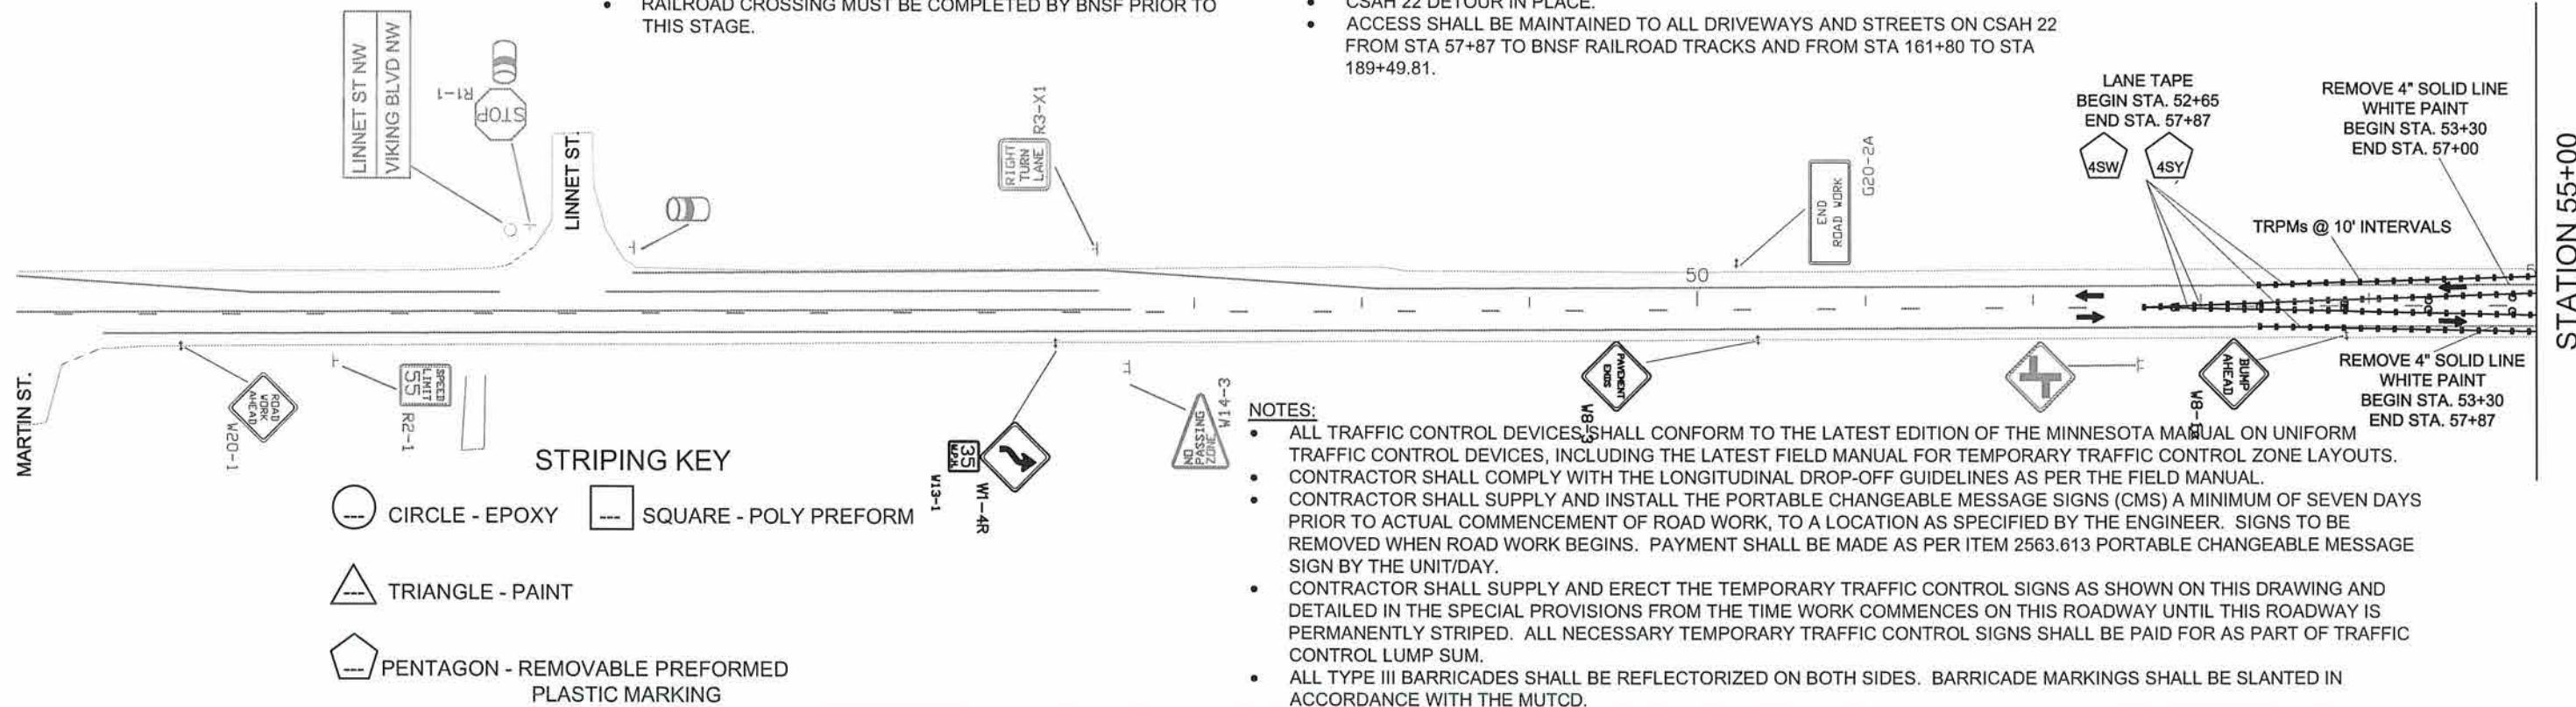 RAILROAD CROSSING MUST BE COMPLETED BY BNSF PRIOR TO
THIS STAGE.
CSAH 22 DETOUR IN PLACE.
ACCESS SHALL BE MAINTAINED TO ALL DRIVEWAYS AND STREETS ON CSAH 22
FROM STA 57+87 TO BNSF RAILROAD TRACKS AND FROM STA 161+80 TO STA
189+49.81.
LINNET ST NW
VIKING BLVD NW
R1-1
STOP
LINNET ST.
RIGHT
TURN
LANE
R3-X1
END
ROAD WORK
G20-2A
LANE TAPE
BEGIN STA. 52+65
END STA. 57+87
4SW
4SY
REMOVE 4" SOLID LINE
WHITE PAINT
BEGIN STA. 53+30
END STA. 57+00
TRPMs @ 10' INTERVALS
STATION 55+00
50
MARTIN ST.
ROAD
WORK
AHEAD
W20-1
SPEED
LIMIT
55
R2-1
35
M.P.H.
W13-1
W1-4R
NO
PASSING
ZONE
W14-3
PAVEMENT
ENDS
W8-3
BUMP
AHEAD
REMOVE 4" SOLID LINE
WHITE PAINT
BEGIN STA. 53+30
END STA. 57+87
STRIPING KEY
--- CIRCLE - EPOXY
--- SQUARE - POLY PREFORM
--- TRIANGLE - PAINT
--- PENTAGON - REMOVABLE PREFORMED
PLASTIC MARKING
NOTES:
ALL TRAFFIC CONTROL DEVICES SHALL CONFORM TO THE LATEST EDITION OF THE MINNESOTA MANUAL ON UNIFORM
TRAFFIC CONTROL DEVICES, INCLUDING THE LATEST FIELD MANUAL FOR TEMPORARY TRAFFIC CONTROL ZONE LAYOUTS.
CONTRACTOR SHALL COMPLY WITH THE LONGITUDINAL DROP-OFF GUIDELINES AS PER THE FIELD MANUAL.
CONTRACTOR SHALL SUPPLY AND INSTALL THE PORTABLE CHANGEABLE MESSAGE SIGNS (CMS) A MINIMUM OF SEVEN DAYS
PRIOR TO ACTUAL COMMENCEMENT OF ROAD WORK, TO A LOCATION AS SPECIFIED BY THE ENGINEER. SIGNS TO BE
REMOVED WHEN ROAD WORK BEGINS. PAYMENT SHALL BE MADE AS PER ITEM 2563.613 PORTABLE CHANGEABLE MESSAGE
SIGN BY THE UNIT/DAY.
CONTRACTOR SHALL SUPPLY AND ERECT THE TEMPORARY TRAFFIC CONTROL SIGNS AS SHOWN ON THIS DRAWING AND
DETAILED IN THE SPECIAL PROVISIONS FROM THE TIME WORK COMMENCES ON THIS ROADWAY UNTIL THIS ROADWAY IS
PERMANENTLY STRIPED. ALL NECESSARY TEMPORARY TRAFFIC CONTROL SIGNS SHALL BE PAID FOR AS PART OF TRAFFIC
CONTROL LUMP SUM.
ALL TYPE III BARRICADES SHALL BE REFLECTORIZED ON BOTH SIDES. BARRICADE MARKINGS SHALL BE SLANTED IN
ACCORDANCE WITH THE MUTCD.